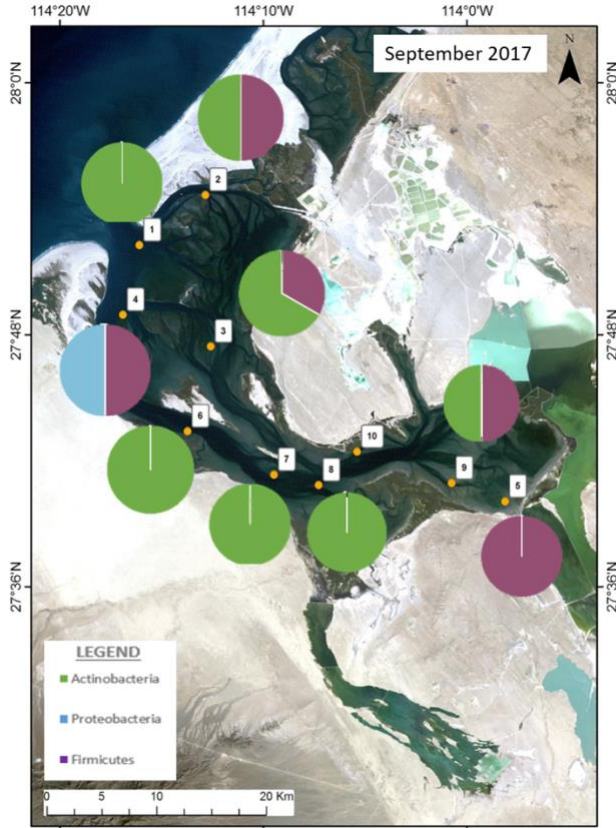 114°20'W 114°10'W 114°0'W
September 2017
N
28°0'N
28°0'N
2
1
4
27°48'N
27°48'N
3
6
10
7
8
9
5
27°36'N
27°36'N
LEGEND
Actinobacteria
Proteobacteria
Firmicutes
0 5 10 20 Km